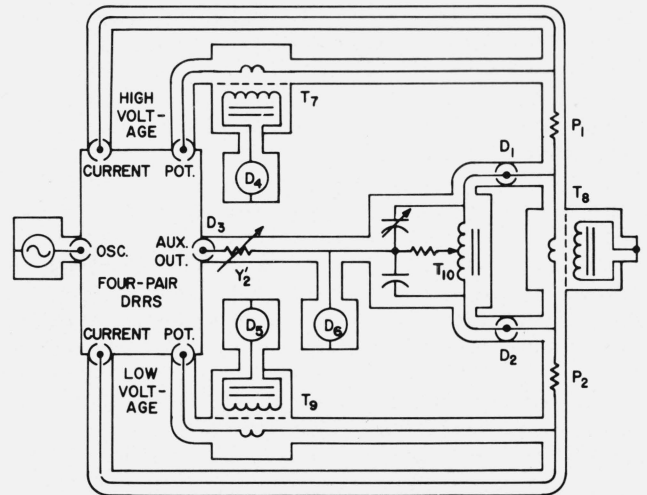 HIGH
VOLT-
AGE
T7
P1
CURRENT POT.
D4
D1
T8
D3
OSC.
AUX.
OUT.
Y'2
T10
FOUR-PAIR
DRRS
D5
D6
CURRENT POT.
D2
LOW
VOLT-
AGE
T9
P2